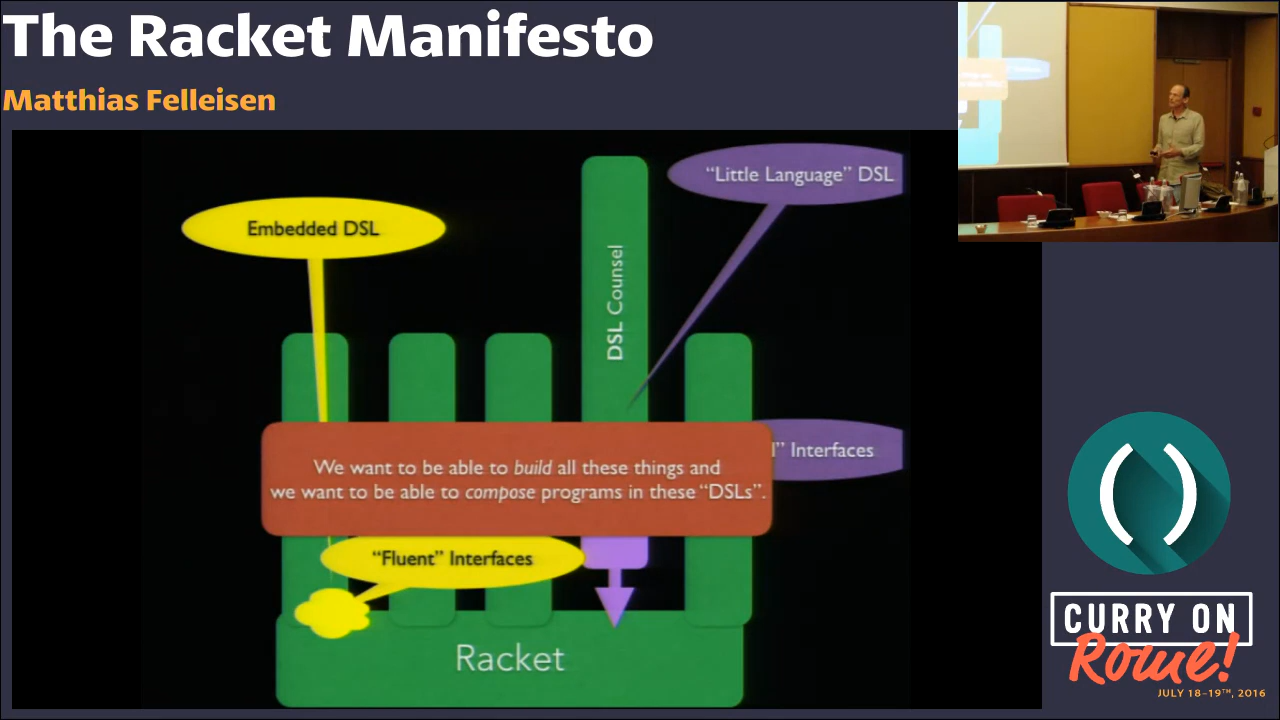 The Racket Manifesto
Matthias Felleisen
"Little Language" DSL
Embedded DSL
DSL Counsel
l" Interfaces
We want to be able to build all these things and
we want to be able to compose programs in these "DSLs".
"Fluent" Interfaces
Racket
( )
CURRY ON
Rome!
JULY 18-19TH, 2016